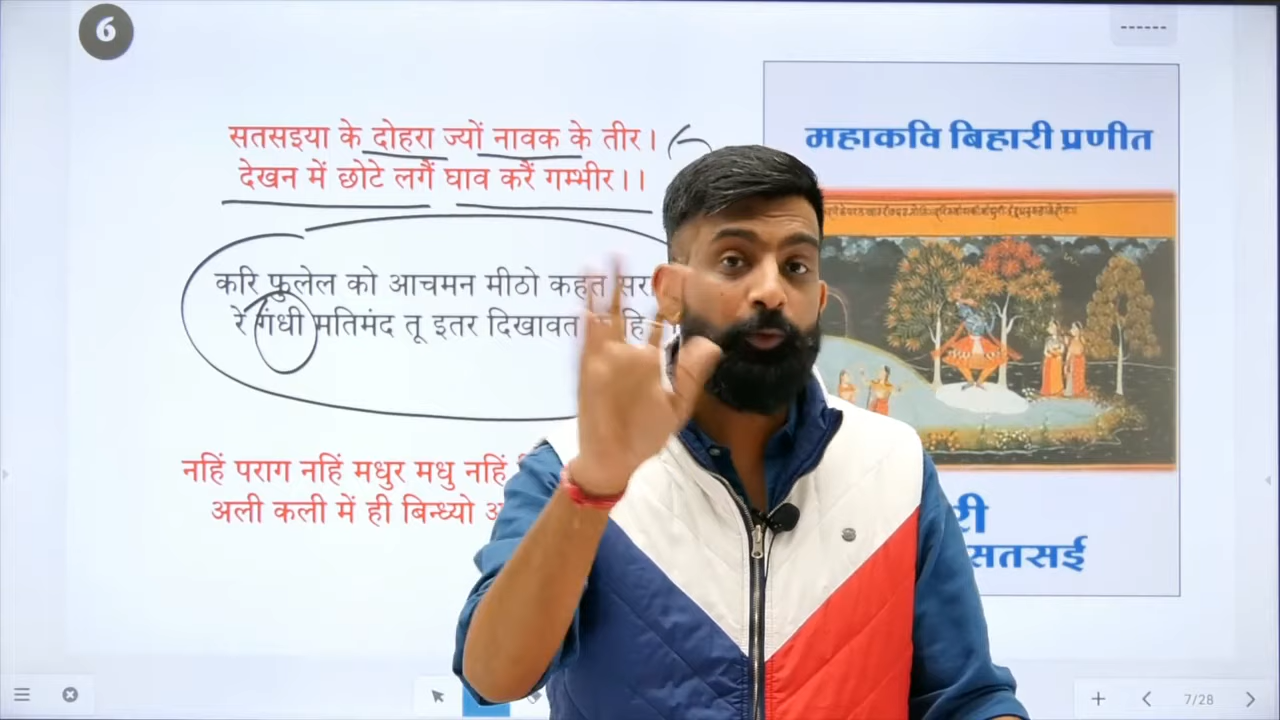 6
------
सतसइया के दोहरा ज्यों नावक के तीर।
देखन में छोटे लगैं घाव करैं गम्भीर।।
करि फुलेल को आचमन मीठो कहत
रे गंधी मतिमंद तू इतर दिखावत
नहिं पराग नहिं मधुर मधु नहिं
अली कली में ही बिन्ध्यो
महाकवि बिहारी प्रणीत
सतसई
7/28